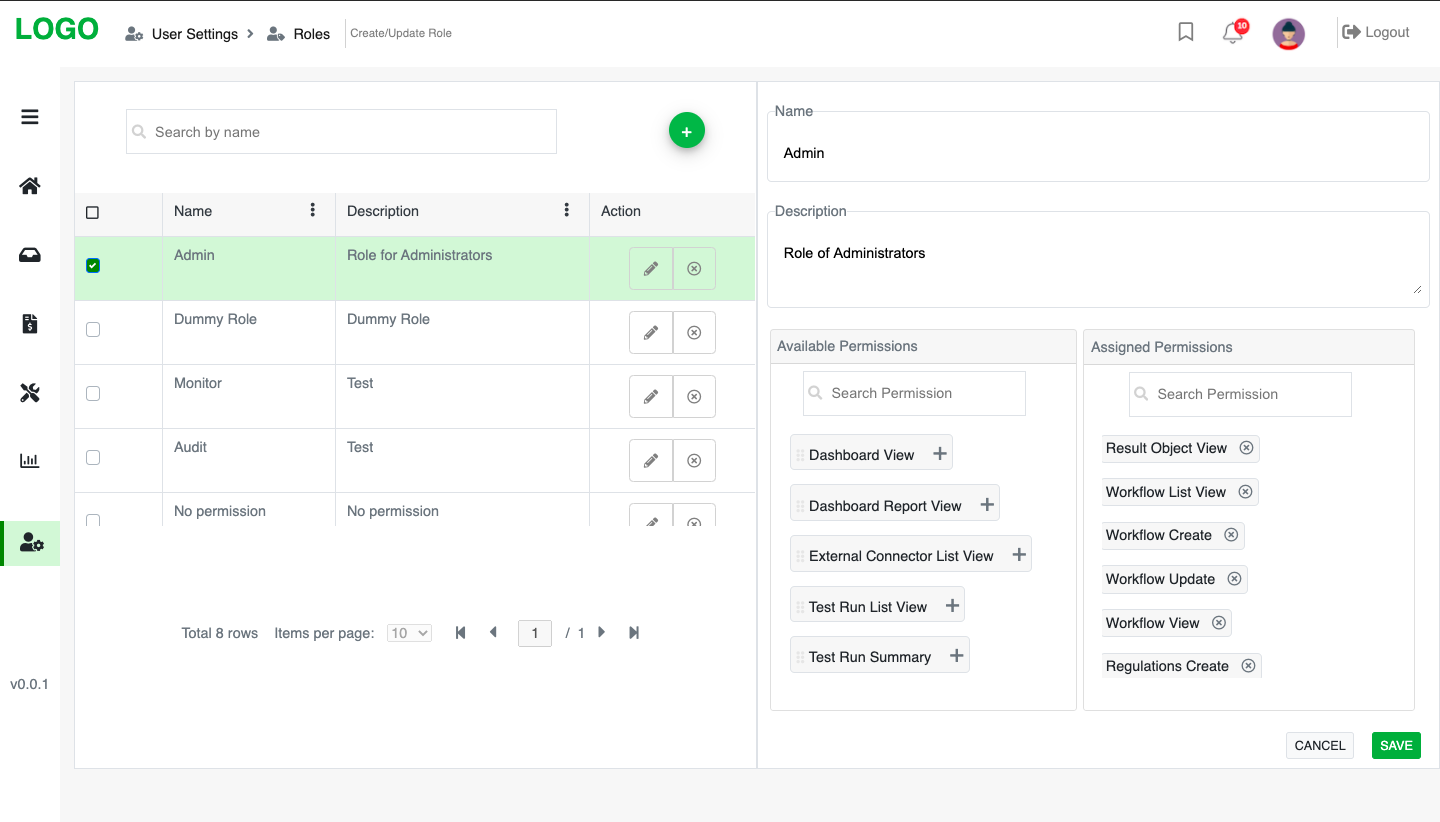 LOGO
User Settings
Roles
Create/Update Role
10
Logout
Search by name
+
Name
Description
Action
Admin
Role for Administrators
Dummy Role
Dummy Role
Monitor
Test
Audit
Test
No permission
No permission
Total 8 rows
Items per page:
10
1
/ 1
v0.0.1
Name
Admin
Description
Role of Administrators
Available Permissions
Search Permission
Dashboard View
Dashboard Report View
External Connector List View
Test Run List View
Test Run Summary
Assigned Permissions
Search Permission
Result Object View
Workflow List View
Workflow Create
Workflow Update
Workflow View
Regulations Create
CANCEL
SAVE